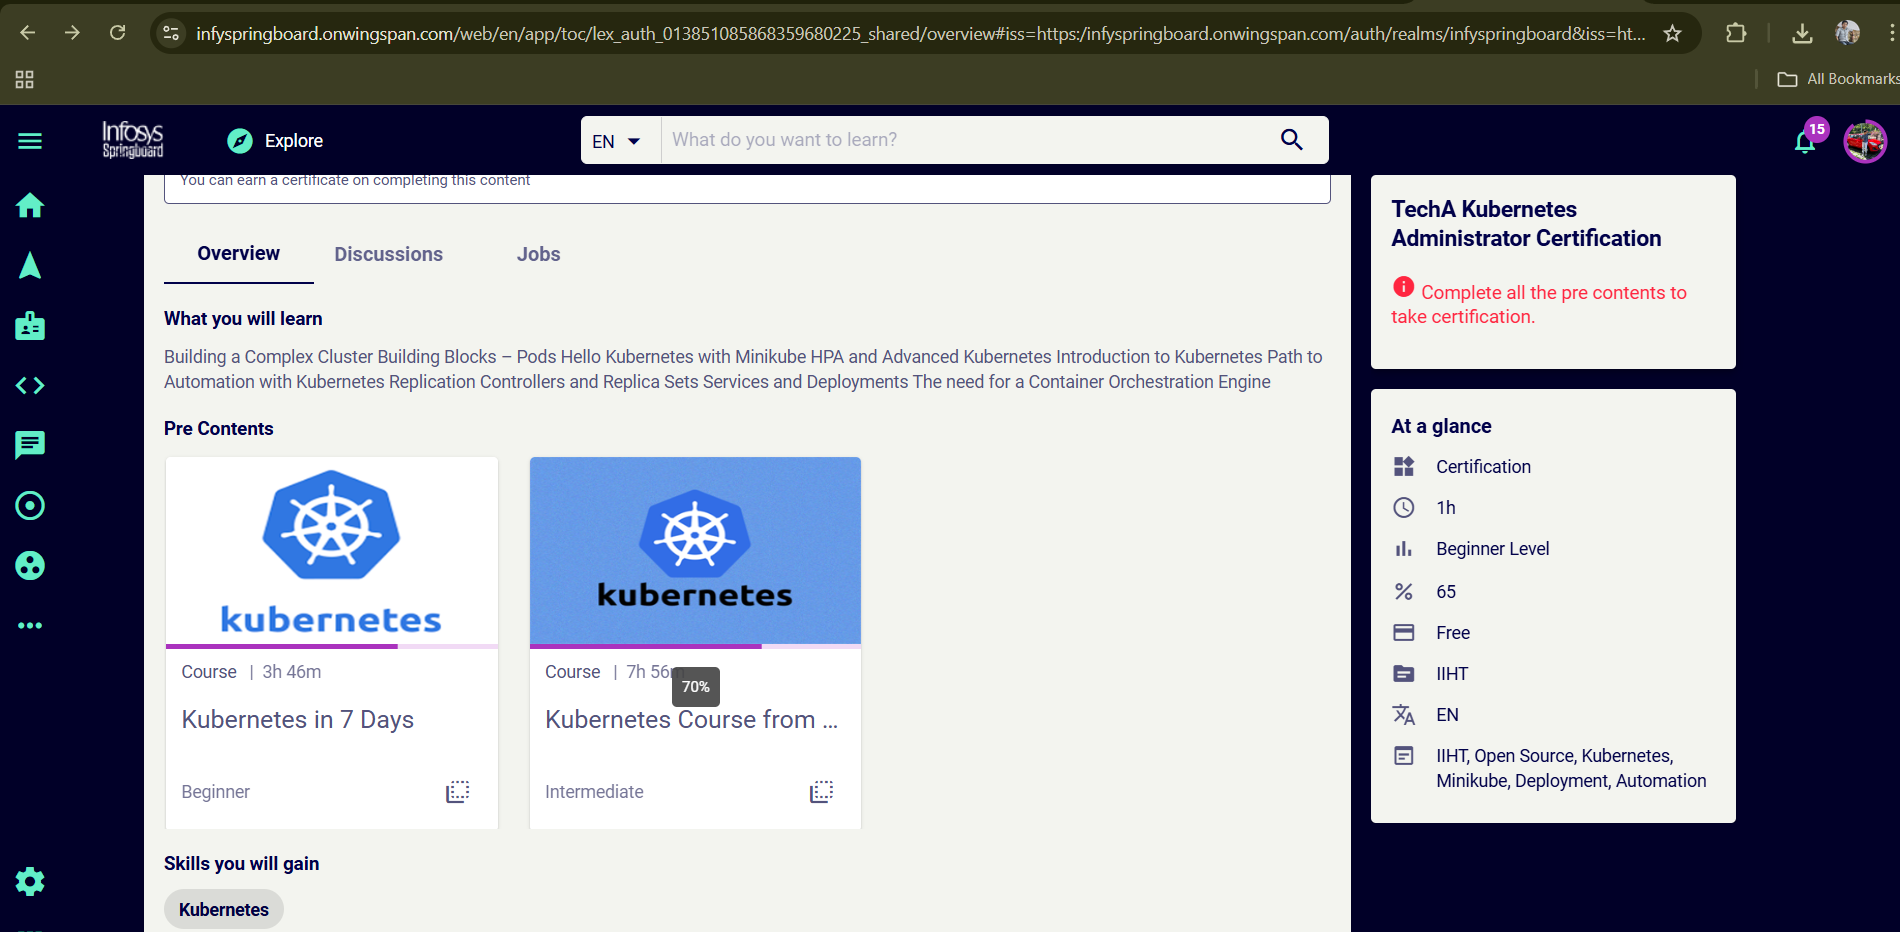 infyspringboard.onwingspan.com/web/en/app/toc/lex_auth_013851085868359680225_shared/overview#iss=https:/infyspringboard.onwingspan.com/auth/realms/infyspringboard&iss=ht...
All Bookmarks
Infosys
Springboard
Explore
EN
What do you want to learn?
15
You can earn a certificate on completing this content
Overview
Discussions
Jobs
What you will learn
Building a Complex Cluster Building Blocks – Pods Hello Kubernetes with Minikube HPA and Advanced Kubernetes Introduction to Kubernetes Path to
Automation with Kubernetes Replication Controllers and Replica Sets Services and Deployments The need for a Container Orchestration Engine
Pre Contents
kubernetes
Course | 3h 46m
Kubernetes in 7 Days
Beginner
kubernetes
Course | 7h 56m
70%
Kubernetes Course from ...
Intermediate
Skills you will gain
Kubernetes
TechA Kubernetes
Administrator Certification
Complete all the pre contents to
take certification.
At a glance
Certification
1h
Beginner Level
65
Free
IIHT
EN
IIHT, Open Source, Kubernetes,
Minikube, Deployment, Automation